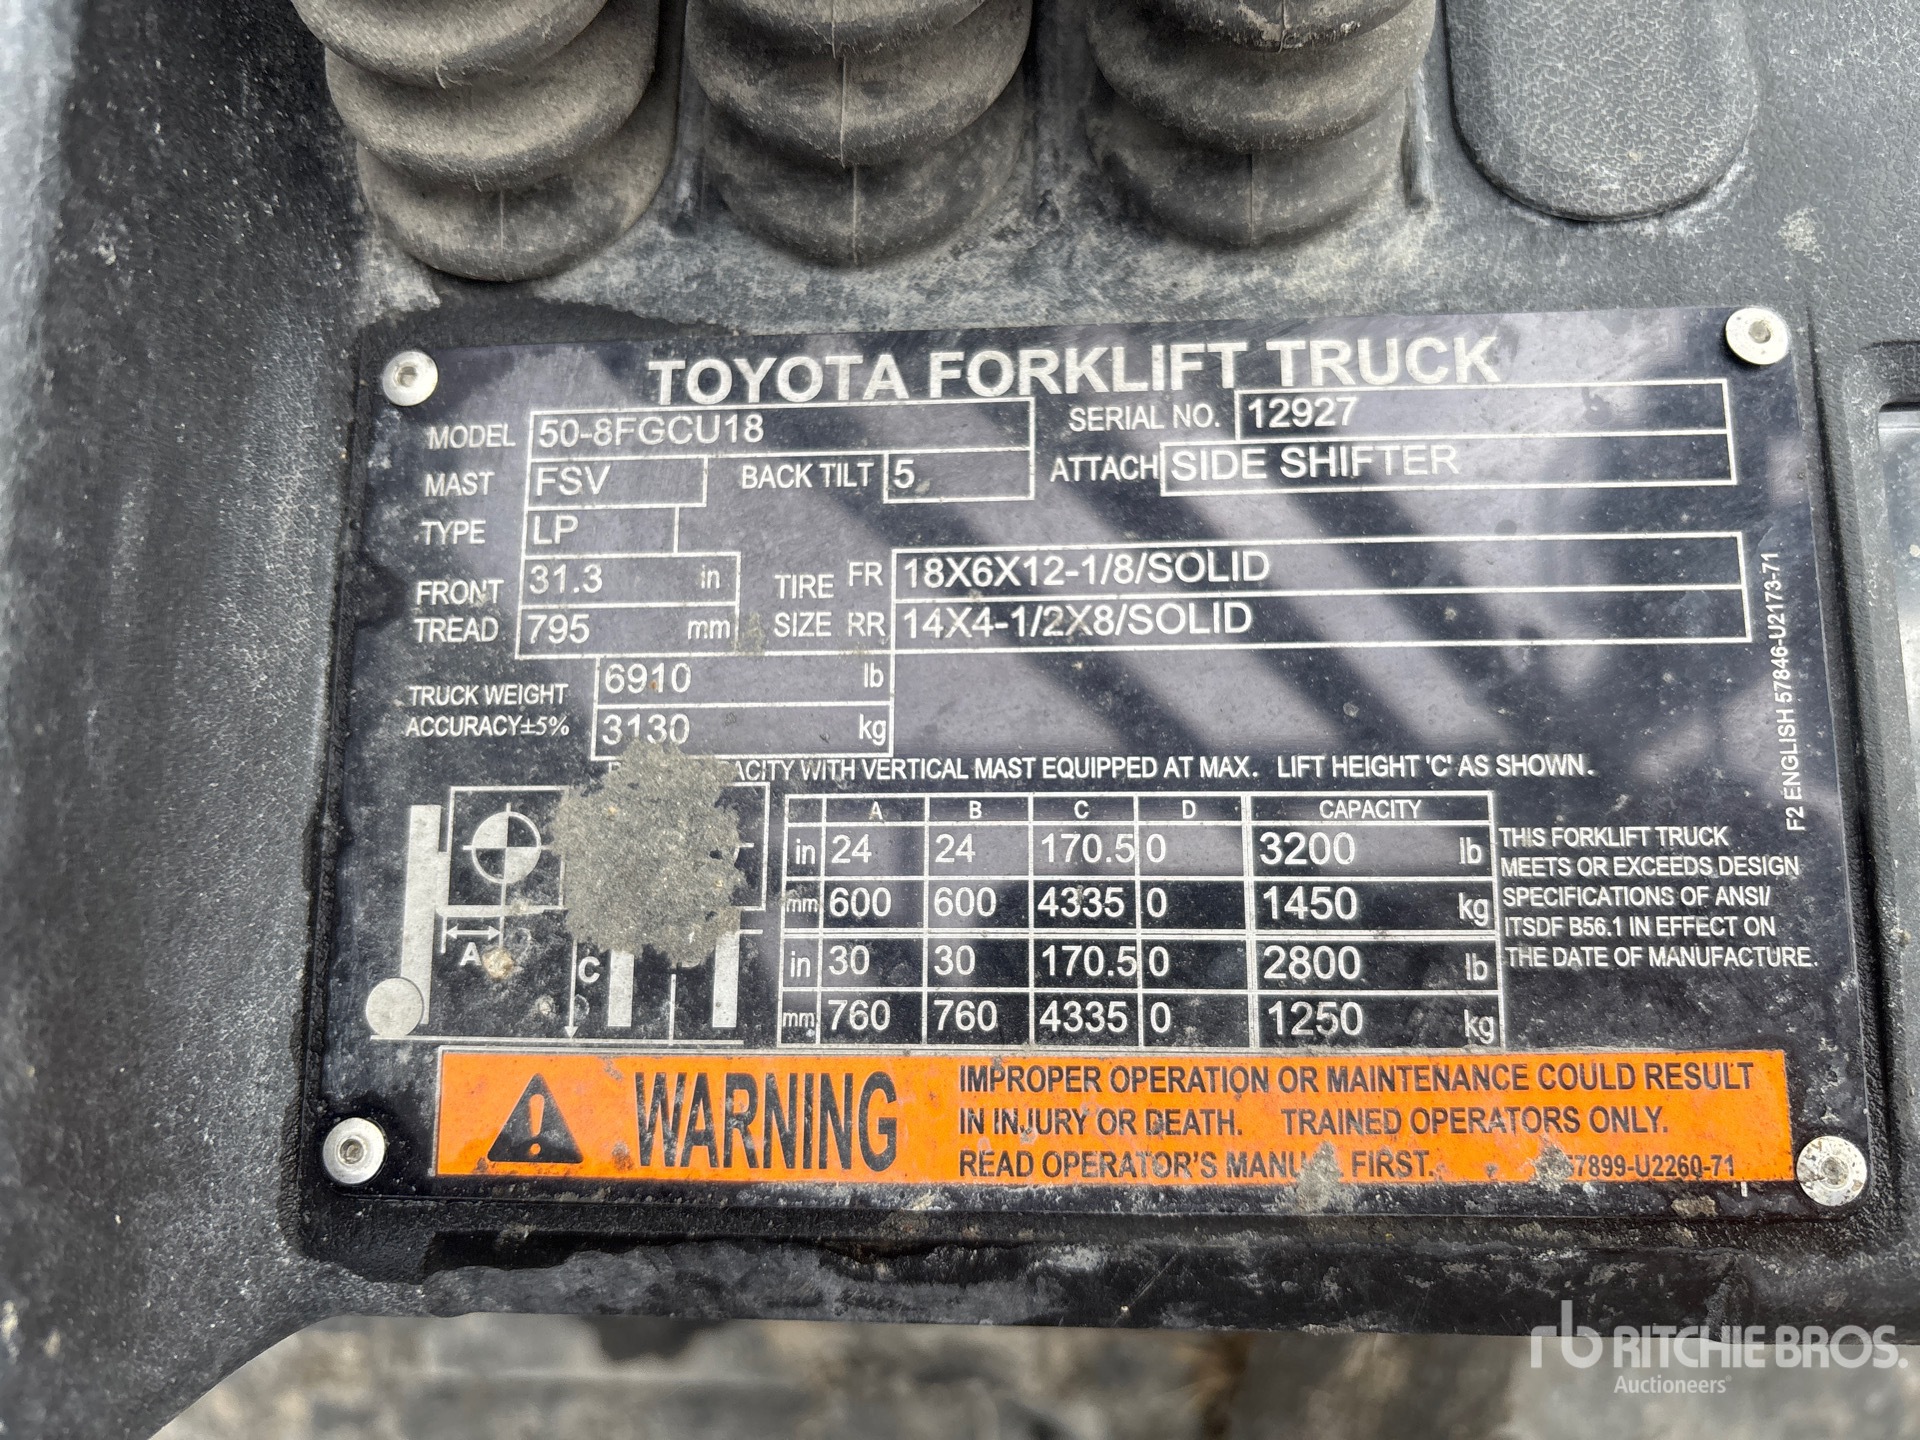 TOYOTA FORKLIFT TRUCK
MODEL 50-8FGCU18 SERIAL NO. 12927
MAST FSV BACK TILT 5 ATTACH SIDE SHIFTER
TYPE LP
FRONT TREAD 31.3 in TIRE SIZE FR 18X6X12-1/8/SOLID
795 mm RR 14X4-1/2X8/SOLID
TRUCK WEIGHT 6910 lb
ACCURACY±5% 3130 kg
WITH VERTICAL MAST EQUIPPED AT MAX. LIFT HEIGHT 'C' AS SHOWN.
A B C D CAPACITY
in 24 24 170.5 0 3200 lb
mm 600 600 4335 0 1450 kg
in 30 30 170.5 0 2800 lb
mm 760 760 4335 0 1250 kg
A C
THIS FORKLIFT TRUCK
MEETS OR EXCEEDS DESIGN
SPECIFICATIONS OF ANSI/
ITSDF B56.1 IN EFFECT ON
THE DATE OF MANUFACTURE.
F2 ENGLISH 57846-U2173-71
WARNING
IMPROPER OPERATION OR MAINTENANCE COULD RESULT
IN INJURY OR DEATH. TRAINED OPERATORS ONLY.
READ OPERATOR'S MANUAL FIRST. 57899-U2260-71
rb RITCHIE BROS.
Auctioneers